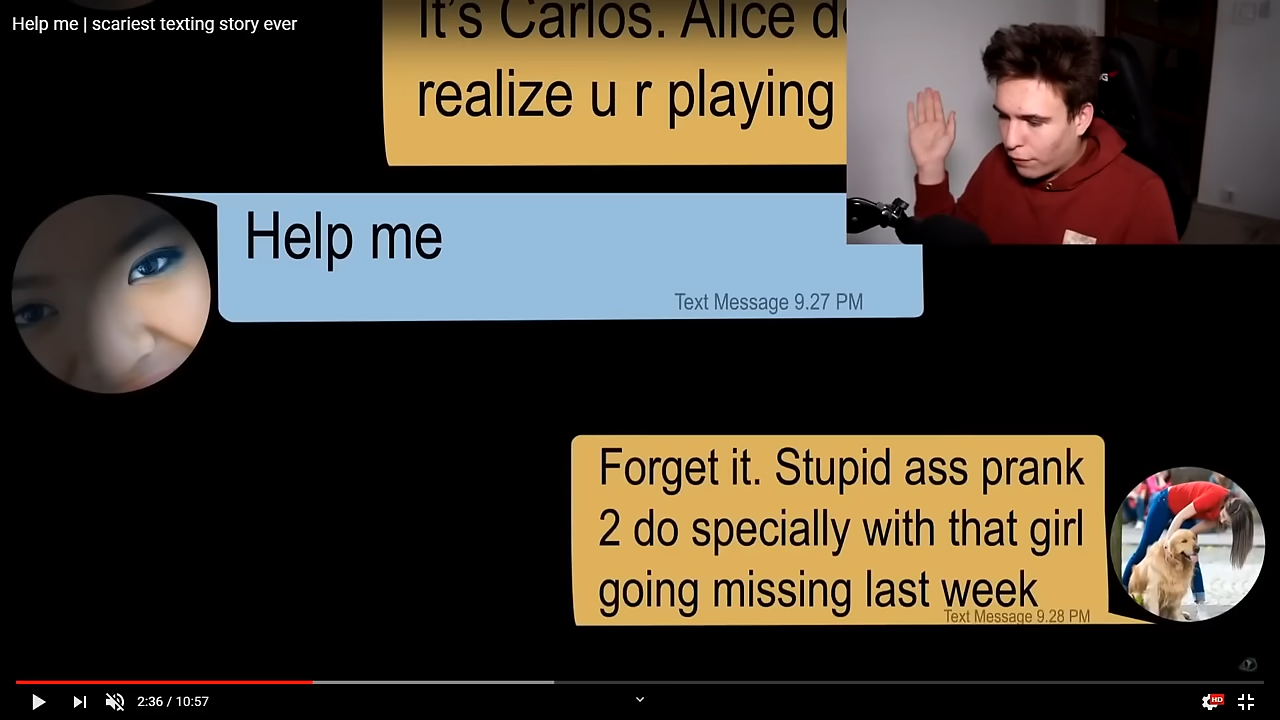 Help me | scariest texting story ever
It's Carlos. Alice
realize u r playing
Help me
Text Message 9.27 PM
Forget it. Stupid ass prank
2 do specially with that girl
going missing last week
Text Message 9.28 PM
2:36 / 10:57
HD